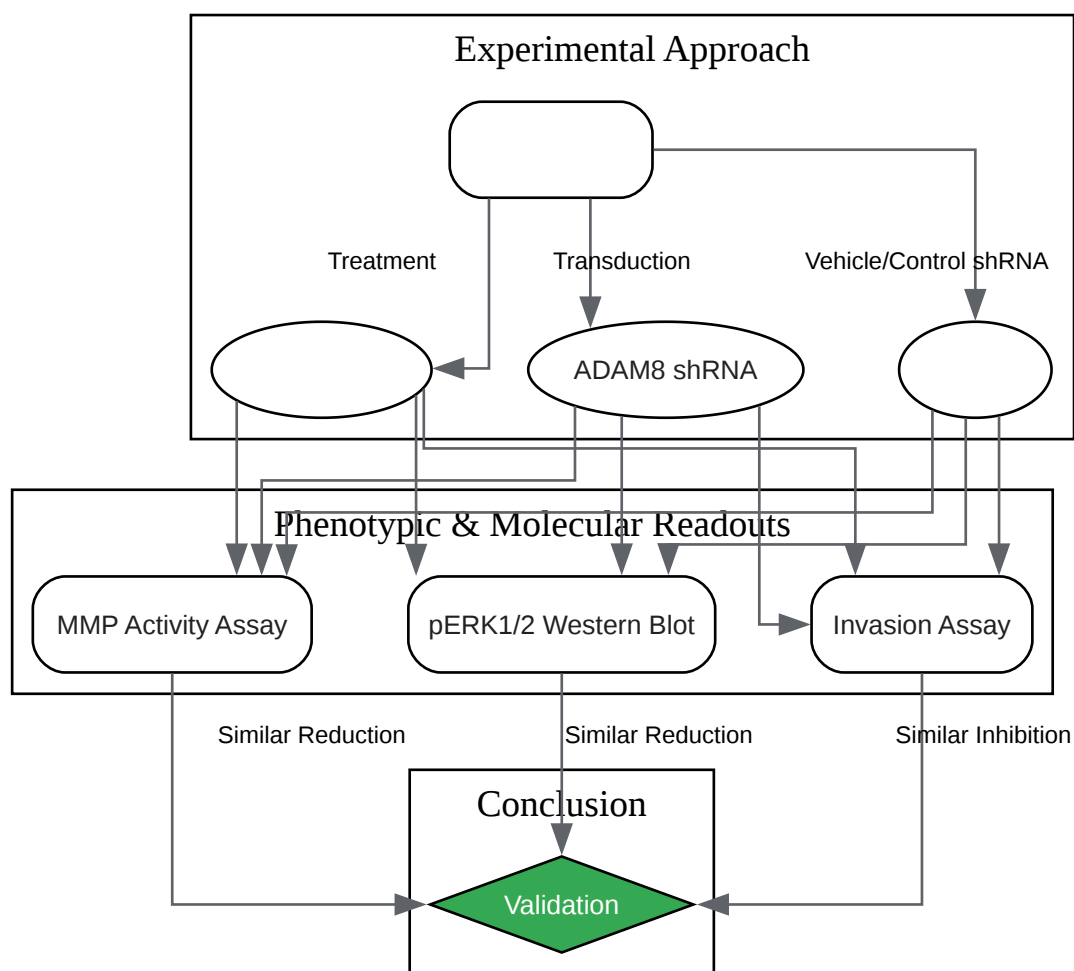 Experimental Approach
Treatment
Transduction
Vehicle/Control shRNA
ADAM8 shRNA
Phenotypic & Molecular Readouts
MMP Activity Assay
pERK1/2 Western Blot
Invasion Assay
Similar Reduction
Similar Reduction
Similar Inhibition
Conclusion
Validation